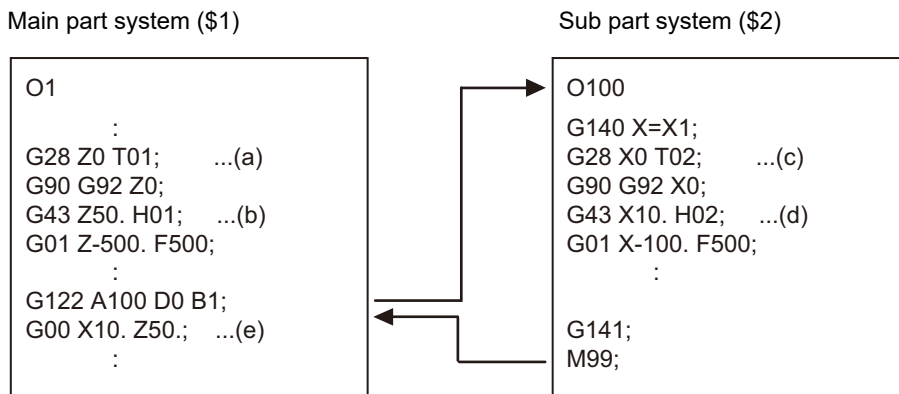 Main part system ($1)
O1
:
G28 Z0 T01; ...(a)
G90 G92 Z0;
G43 Z50. H01; ...(b)
G01 Z-500. F500;
:
G122 A100 D0 B1;
G00 X10. Z50.; ...(e)
:
Sub part system ($2)
O100
G140 X=X1;
G28 X0 T02; ...(c)
G90 G92 X0;
G43 X10. H02; ...(d)
G01 X-100. F500;
:
G141;
M99;